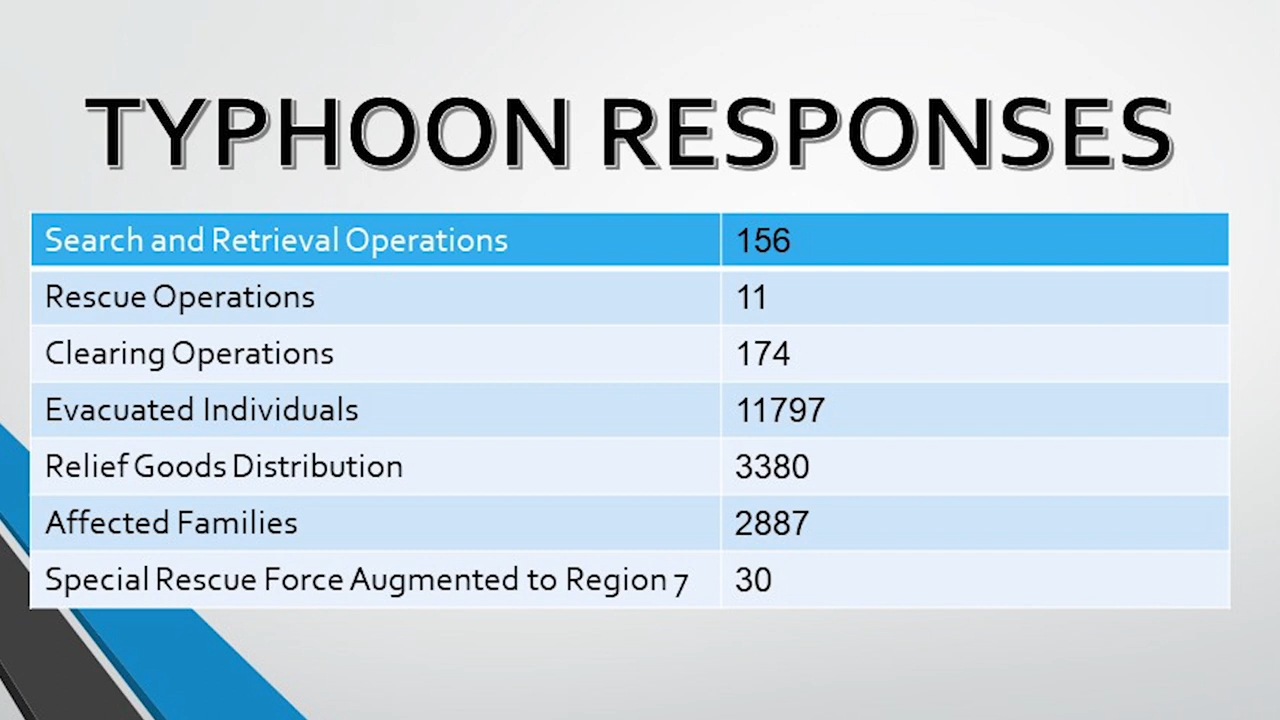 TYPHOON RESPONSES
Search and Retrieval Operations 156
Rescue Operations 11
Clearing Operations 174
Evacuated Individuals 11797
Relief Goods Distribution 3380
Affected Families 2887
Special Rescue Force Augmented to Region 7 30